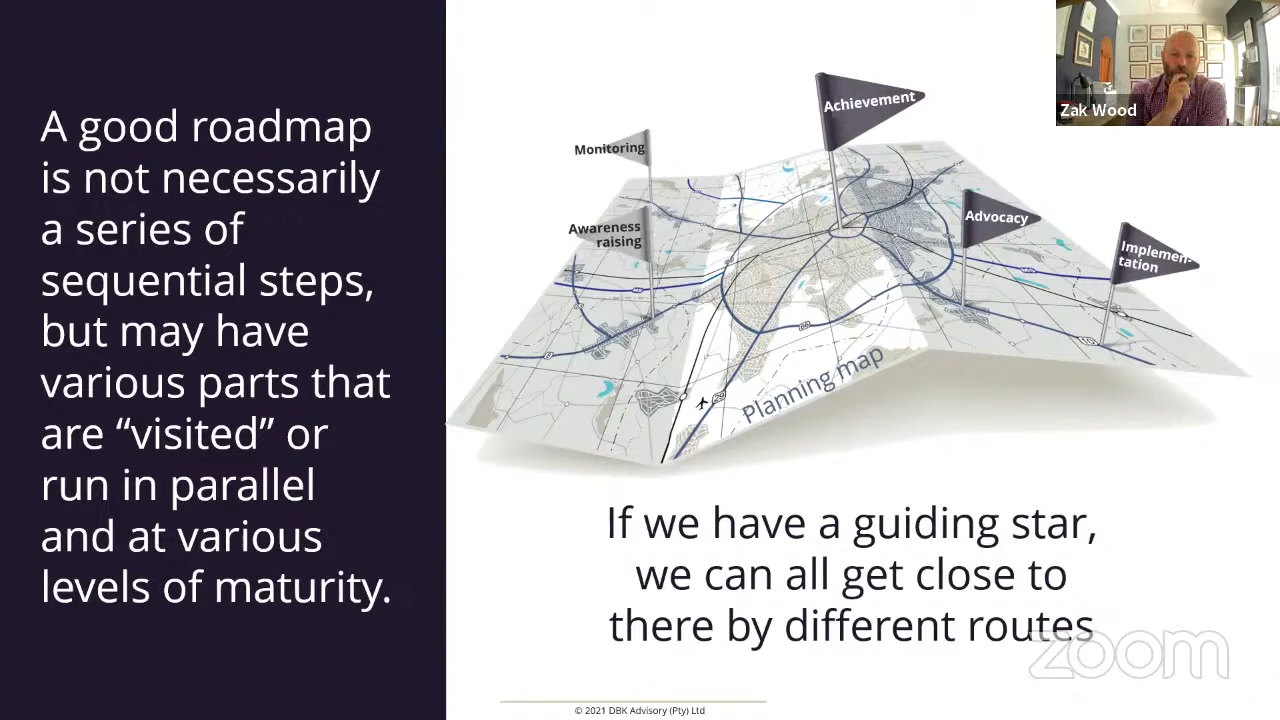 A good roadmap
is not necessarily
a series of
sequential steps,
but may have
various parts that
are “visited” or
run in parallel
and at various
levels of maturity.
Achievement
Monitoring
Awareness
raising
Advocacy
Implemen-
tation
Planning map
If we have a guiding star,
we can all get close to
there by different routes
© 2021 DBK Advisory (Pty) Ltd
Zak Wood
zoom